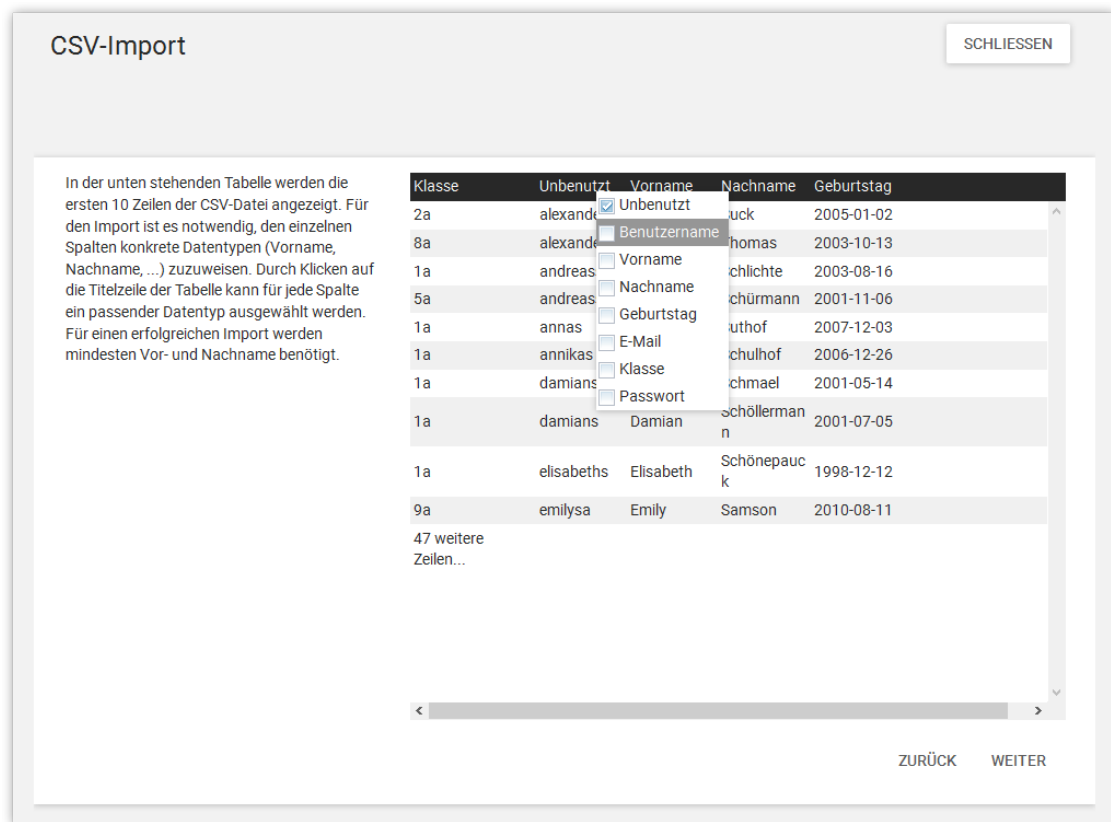 CSV-Import
SCHLIESSEN
In der unten stehenden Tabelle werden die
ersten 10 Zeilen der CSV-Datei angezeigt. Für
den Import ist es notwendig, den einzelnen
Spalten konkrete Datentypen (Vorname,
Nachname, ...) zuzuweisen. Durch Klicken auf
die Titelzeile der Tabelle kann für jede Spalte
ein passender Datentyp ausgewählt werden.
Für einen erfolgreichen Import werden
mindesten Vor- und Nachname benötigt.
Klasse Unbenutzt Vorname Nachname Geburtstag
2a 2005-01-02
8a 2003-10-13
1a andreas 2003-08-16
5a andreas 2001-11-06
1a annas 2007-12-03
1a annikas 2006-12-26
1a damians 2001-05-14
1a damians Damian Schöllerman
n 2001-07-05
1a elisabeths Elisabeth Schönepauc
k 1998-12-12
9a emilysa Emily Samson 2010-08-11
47 weitere
Zeilen...
Unbenutzt
Benutzername
Vorname
Nachname
Geburtstag
E-Mail
Klasse
Passwort
ZURÜCK WEITER